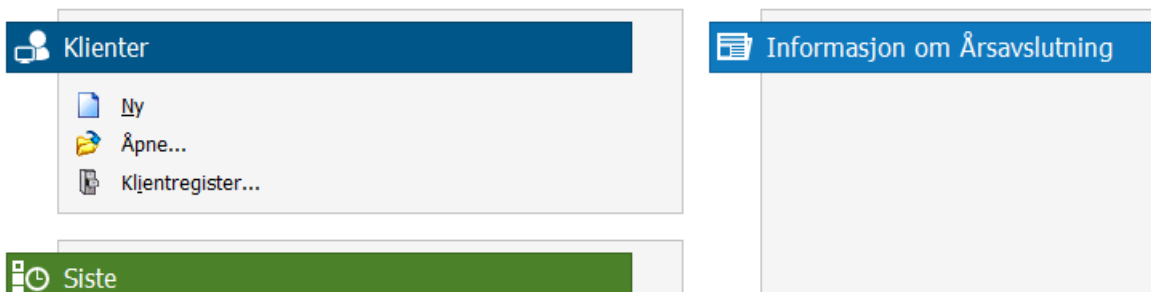 Klienter
Ny
Åpne...
Klientregister...
Siste
Informasjon om Årsavslutning